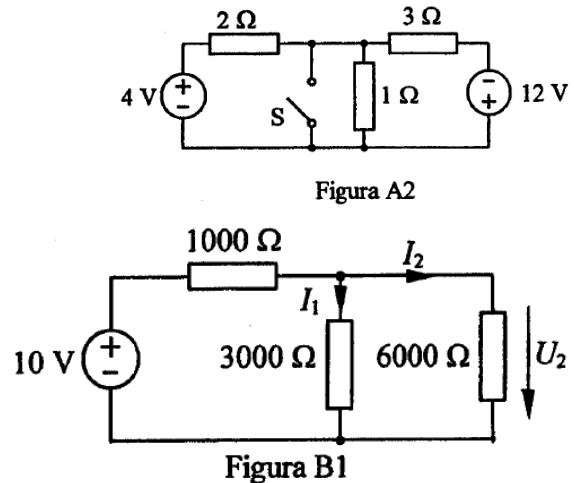 2 Ω 3 Ω
4 V + − S 1 Ω − + 12 V
Figura A2
1000 Ω
I₂
I₁
10 V + − 3000 Ω 6000 Ω U₂
Figura B1